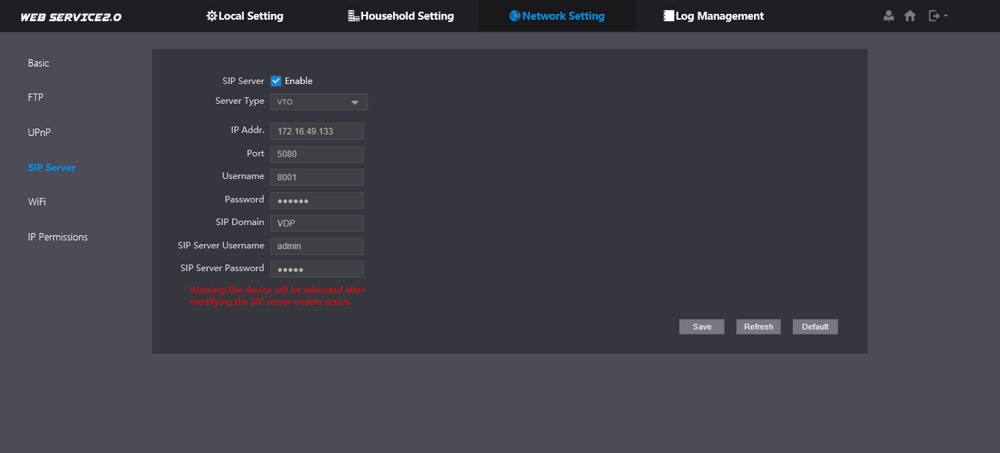 WEB SERVICE2.0
Local Setting
Household Setting
Network Setting
Log Management
Basic
FTP
UPnP
SIP Server
WiFi
IP Permissions
SIP Server Enable
Server Type VTO
IP Addr. 172.16.49.133
Port 5080
Username 8001
Password ●●●●●●
SIP Domain VDP
SIP Server Username admin
SIP Server Password ●●●●●
Warning:The device will be rebooted after
modifying the SIP server enable status.
Save Refresh Default